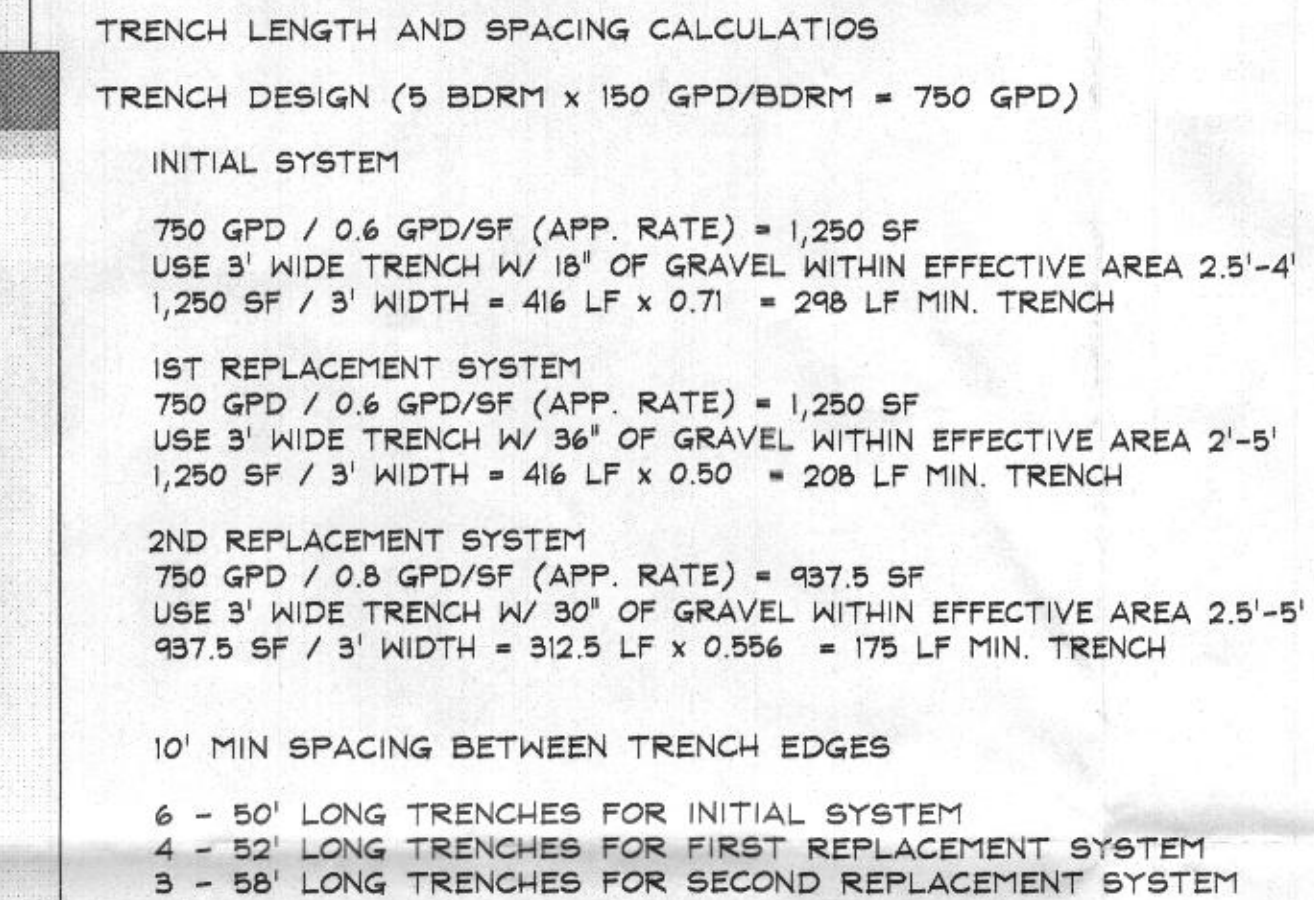 TRENCH LENGTH AND SPACING CALCULATIOS
TRENCH DESIGN (5 BDRM x 150 GPD/BDRM = 750 GPD)
INITIAL SYSTEM
750 GPD / 0.6 GPD/SF (APP. RATE) = 1,250 SF
USE 3' WIDE TRENCH W/ 18" OF GRAVEL WITHIN EFFECTIVE AREA 2.5'-4'
1,250 SF / 3' WIDTH = 416 LF x 0.71 = 298 LF MIN. TRENCH
1ST REPLACEMENT SYSTEM
750 GPD / 0.6 GPD/SF (APP. RATE) = 1,250 SF
USE 3' WIDE TRENCH W/ 36" OF GRAVEL WITHIN EFFECTIVE AREA 2'-5'
1,250 SF / 3' WIDTH = 416 LF x 0.50 = 208 LF MIN. TRENCH
2ND REPLACEMENT SYSTEM
750 GPD / 0.8 GPD/SF (APP. RATE) = 937.5 SF
USE 3' WIDE TRENCH W/ 30" OF GRAVEL WITHIN EFFECTIVE AREA 2.5'-5'
937.5 SF / 3' WIDTH = 312.5 LF x 0.556 = 175 LF MIN. TRENCH
10' MIN SPACING BETWEEN TRENCH EDGES
6 - 50' LONG TRENCHES FOR INITIAL SYSTEM
4 - 52' LONG TRENCHES FOR FIRST REPLACEMENT SYSTEM
3 - 58' LONG TRENCHES FOR SECOND REPLACEMENT SYSTEM